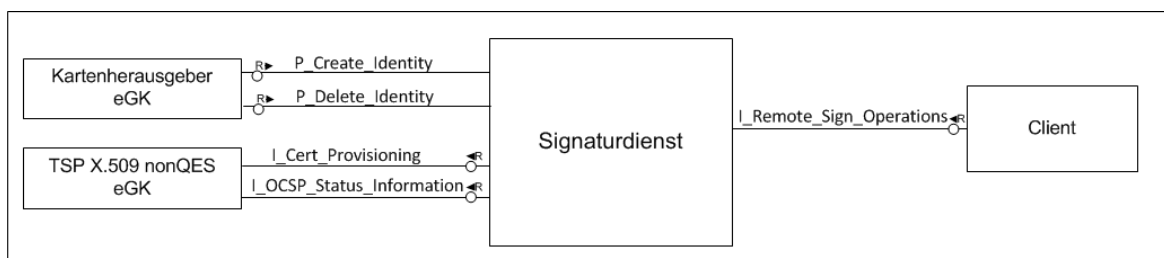 Kartenherausgeber
eGK
R▶
P_Create_Identity
R▶
P_Delete_Identity
TSP X.509 nonQES
eGK
I_Cert_Provisioning
◀R
I_OCSP_Status_Information
◀R
Signaturdienst
I_Remote_Sign_Operations
◀R
Client